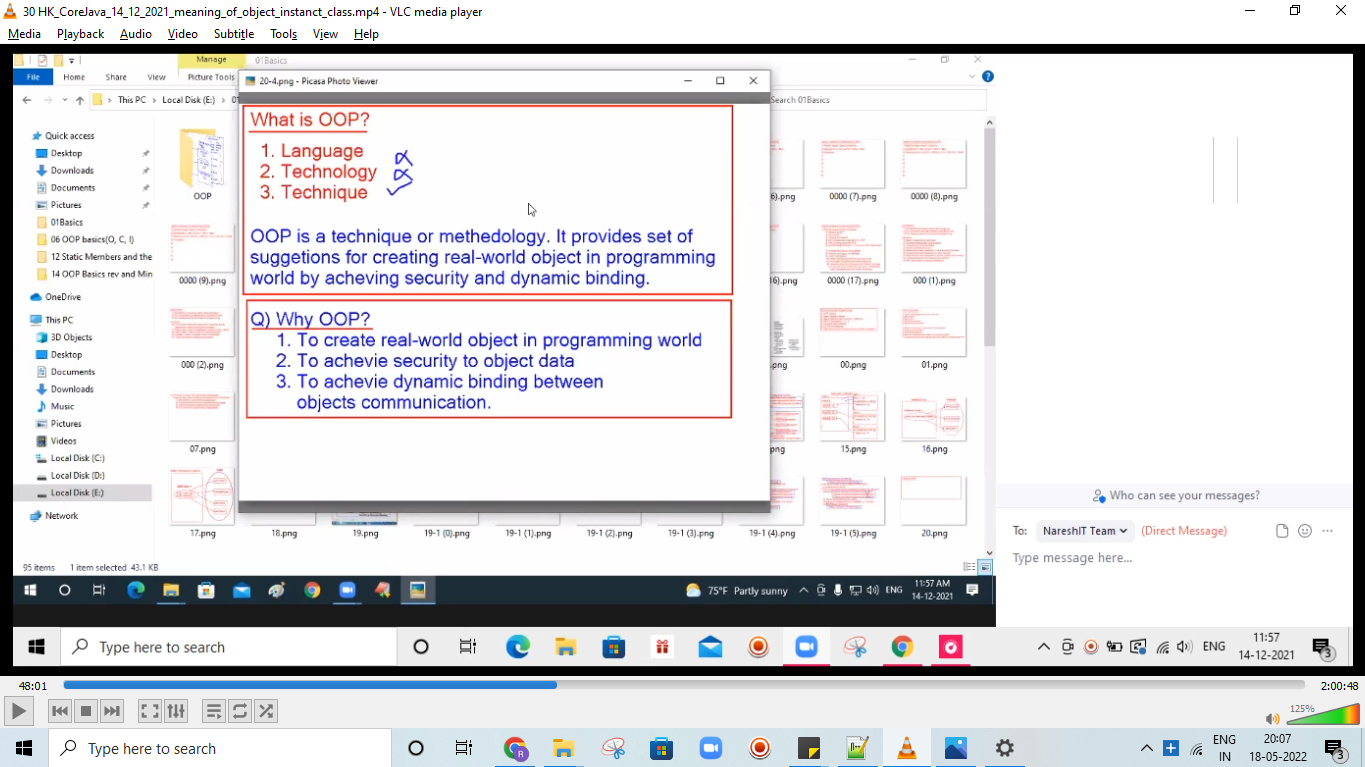 30 HK_CoreJava_14_12_2021_meaning_of_object_instanct_class.mp4 - VLC media player
Media Playback Audio Video Subtitle Tools View Help
Manage 01Basics
File Home Share View Picture Tools
This PC Local Disk (E:)
Search 01Basics
20-4.png - Picasa Photo Viewer
What is OOP?
1. Language
2. Technology
3. Technique
OOP is a technique or methedology. It provides set of
suggetions for creating real-world object in programming
world by acheving security and dynamic binding.
Q) Why OOP?
1. To create real-world object in programming world
2. To achevie security to object data
3. To achevie dynamic binding between
objects communication.
Quick access
Desktop
Downloads
Documents
Pictures
01Basics
06 OOP basics(O, C, I)
12 Static Members and the
14 OOP Basics rev and Min
OneDrive
This PC
3D Objects
Desktop
Documents
Downloads
Music
Pictures
Videos
Local Disk (C:)
Local Disk (D:)
Local Disk (E:)
Network
OOP
0000 (7).png 0000 (8).png
0000 (9).png
0000 (17).png 000 (1).png
000 (2).png
00.png 01.png
07.png
15.png 16.png
17.png 18.png 19.png 19-1 (0).png 19-1 (1).png 19-1 (2).png 19-1 (3).png 19-1 (4).png 19-1 (5).png 20.png
95 items 1 item selected 43.1 KB
75°F Partly sunny ENG 11:57 AM
14-12-2021
Who can see your messages?
To: NareshIT Team (Direct Message)
Type message here...
Type here to search
ENG 11:57
14-12-2021
3
48:01 2:00:48
125%
Type here to search
ENG 20:07
IN 18-05-2022
3